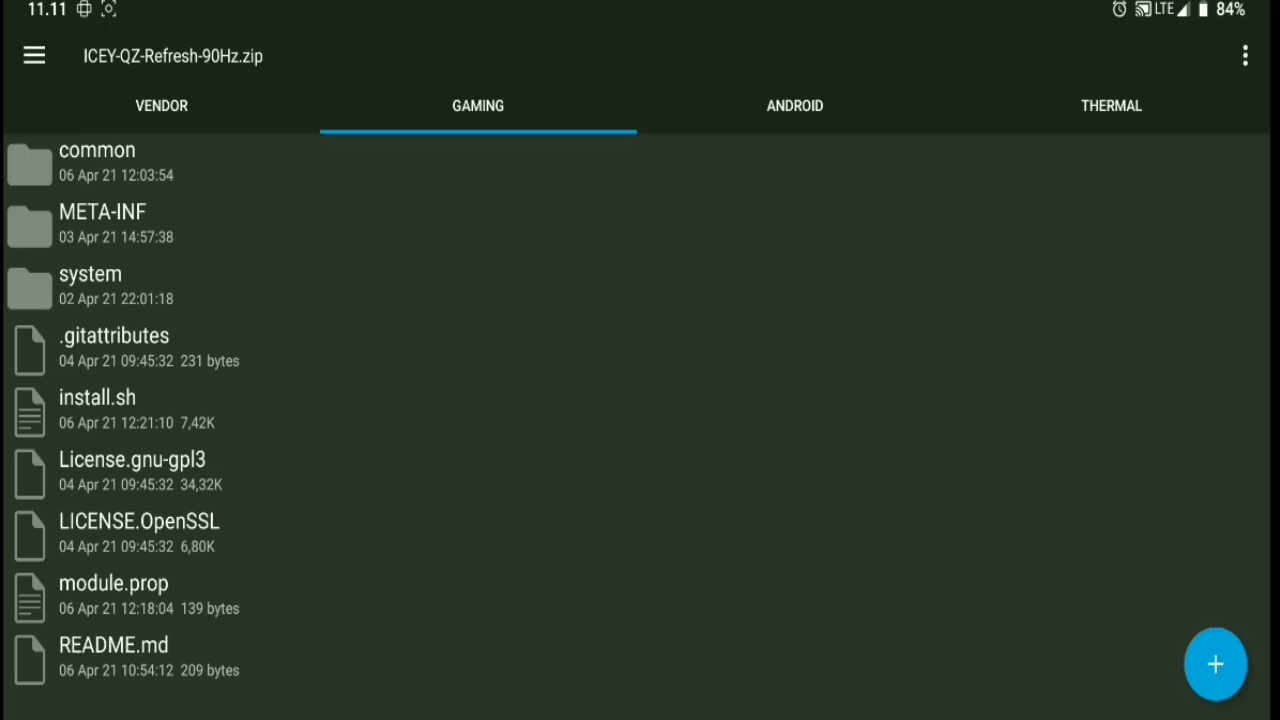 11.11
LTE 84%
ICEY-QZ-Refresh-90Hz.zip
VENDOR GAMING ANDROID THERMAL
common
06 Apr 21 12:03:54
META-INF
03 Apr 21 14:57:38
system
02 Apr 21 22:01:18
.gitattributes
04 Apr 21 09:45:32 231 bytes
install.sh
06 Apr 21 12:21:10 7,42K
License.gnu-gpl3
04 Apr 21 09:45:32 34,32K
LICENSE.OpenSSL
04 Apr 21 09:45:32 6,80K
module.prop
06 Apr 21 12:18:04 139 bytes
README.md
06 Apr 21 10:54:12 209 bytes